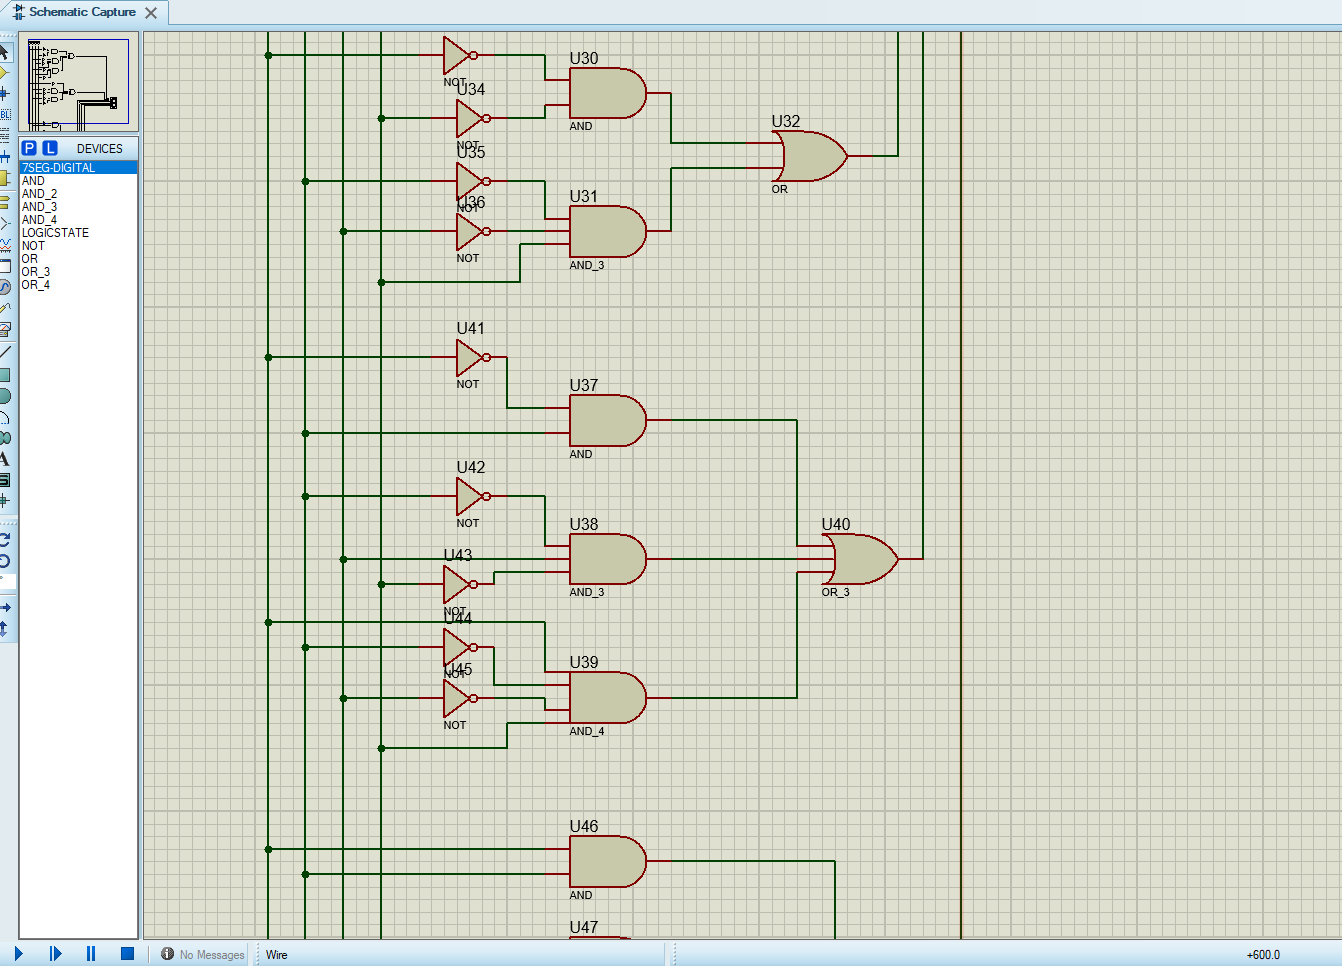 Schematic Capture
P L DEVICES
7SEG-DIGITAL
AND
AND_2
AND_3
AND_4
LOGICSTATE
NOT
OR
OR_3
OR_4
NOT
U30
AND
U34
NOT
U32
OR
U35
NOT
U36
NOT
U31
AND_3
U41
NOT
U37
AND
U42
NOT
U38
AND_3
U43
NOT
U40
OR_3
U44
NOT
U45
NOT
U39
AND_4
U46
AND
U47
No Messages
Wire
+600.0